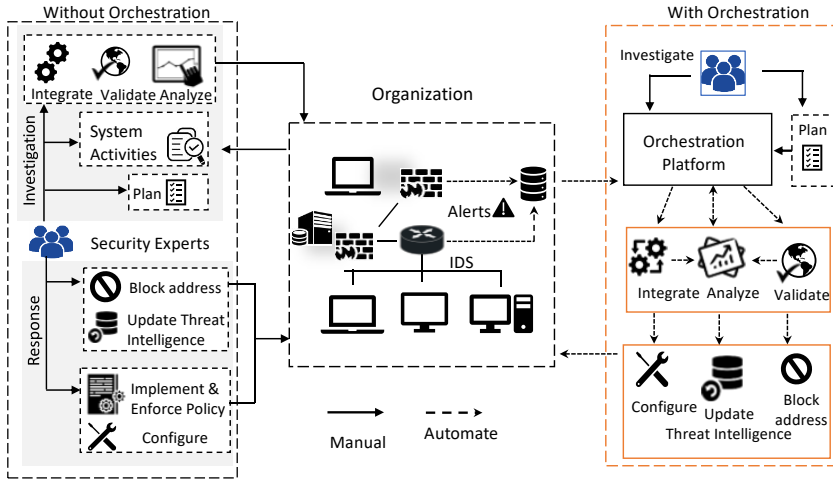 Without Orchestration
Integrate
Validate
Analyze
System
Activities
Plan
Investigation
Security Experts
Response
Block address
Update Threat
Intelligence
Implement &
Enforce Policy
Configure
Organization
Alerts
IDS
Manual
Automate
With Orchestration
Investigate
Plan
Orchestration
Platform
Integrate
Analyze
Validate
Configure
Update
Threat Intelligence
Block
address